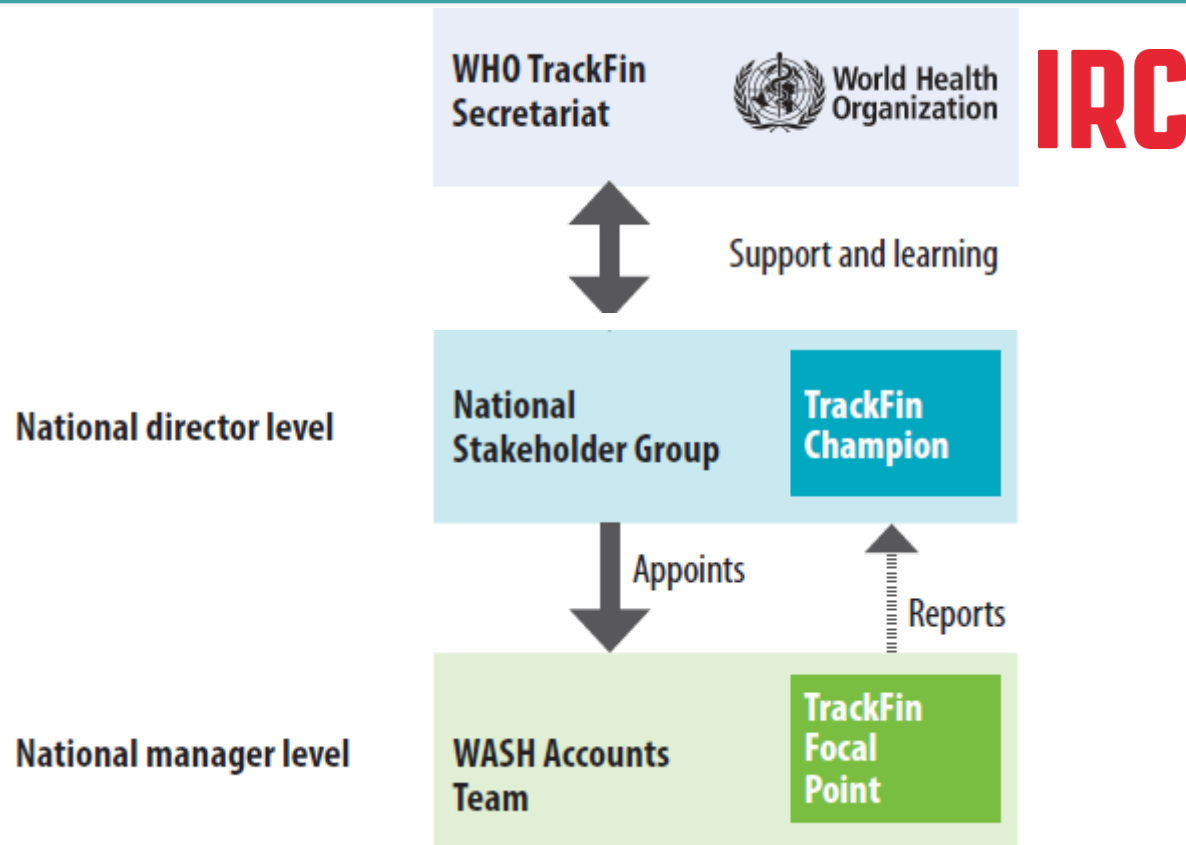 WHO TrackFin
Secretariat
World Health
Organization
IRC
Support and learning
National director level
National
Stakeholder Group
TrackFin
Champion
Appoints
Reports
National manager level
WASH Accounts
Team
TrackFin
Focal
Point